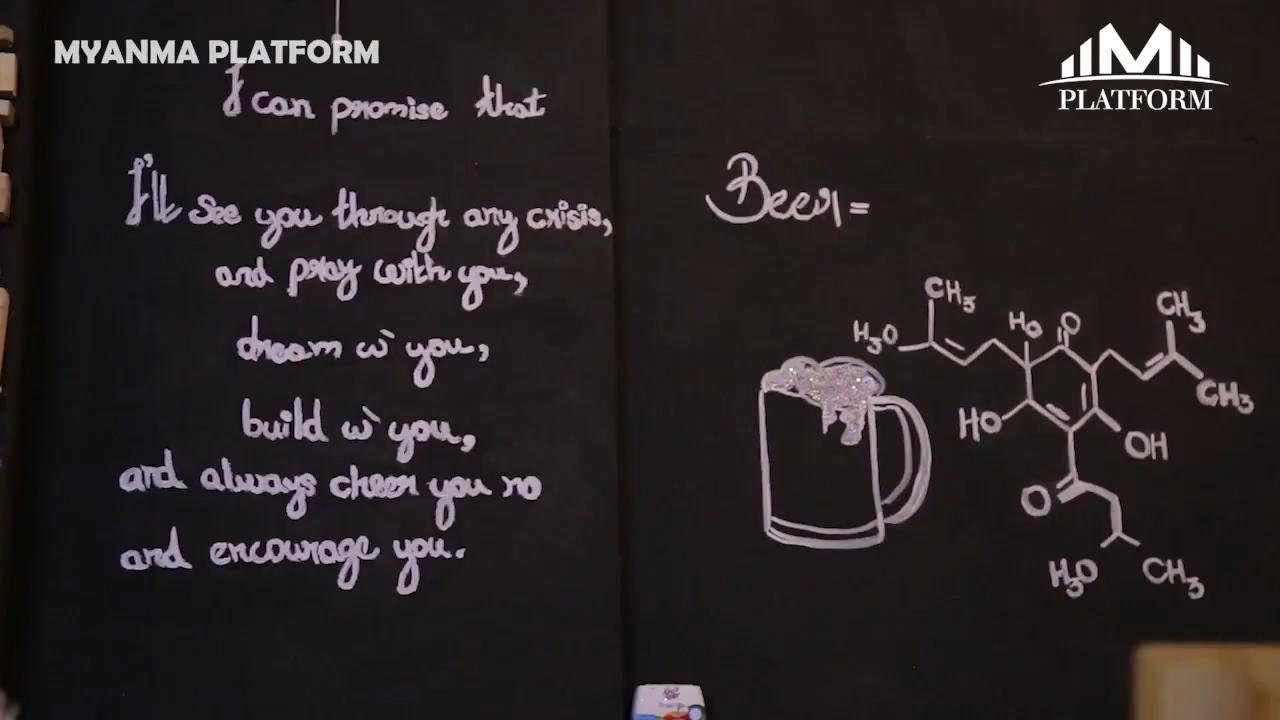 MYANMA PLATFORM
M
PLATFORM
I can promise that
I'll see you through any crisis,
and pray with you,
dream w` you,
build w` you,
and always cheer you no
and encourage you.
Beer =
CH3
H3O
HO
O
CH3
CH3
HO
OH
O
H3O
CH3